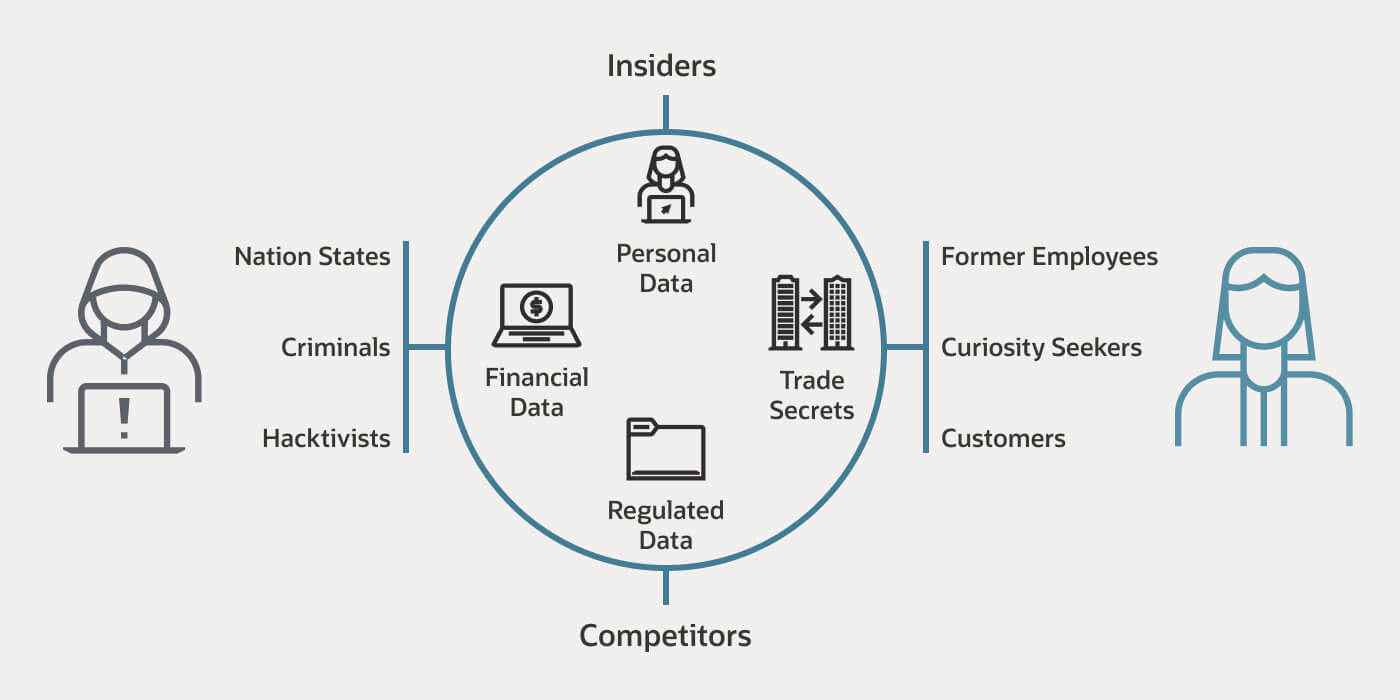 Insiders
Nation States
Criminals
Hacktivists
Personal
Data
Financial
Data
Trade
Secrets
Regulated
Data
Former Employees
Curiosity Seekers
Customers
Competitors